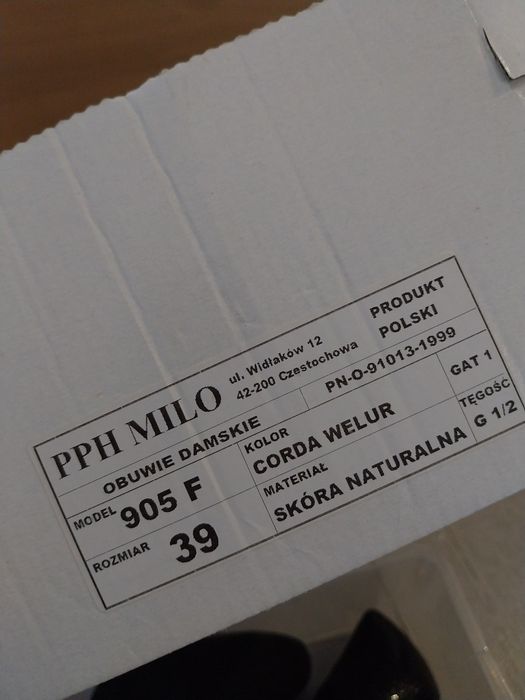 PPH MILO
ul. Widłaków 12
42-200 Czestochowa
PRODUKT
POLSKI
OBUWIE DAMSKIE
PN-O-91013-1999
MODEL 905 F
KOLOR
CORDA WELUR
GAT 1
ROZMIAR 39
MATERIAŁ
SKÓRA NATURALNA
TĘGOŚĆ
G 1/2